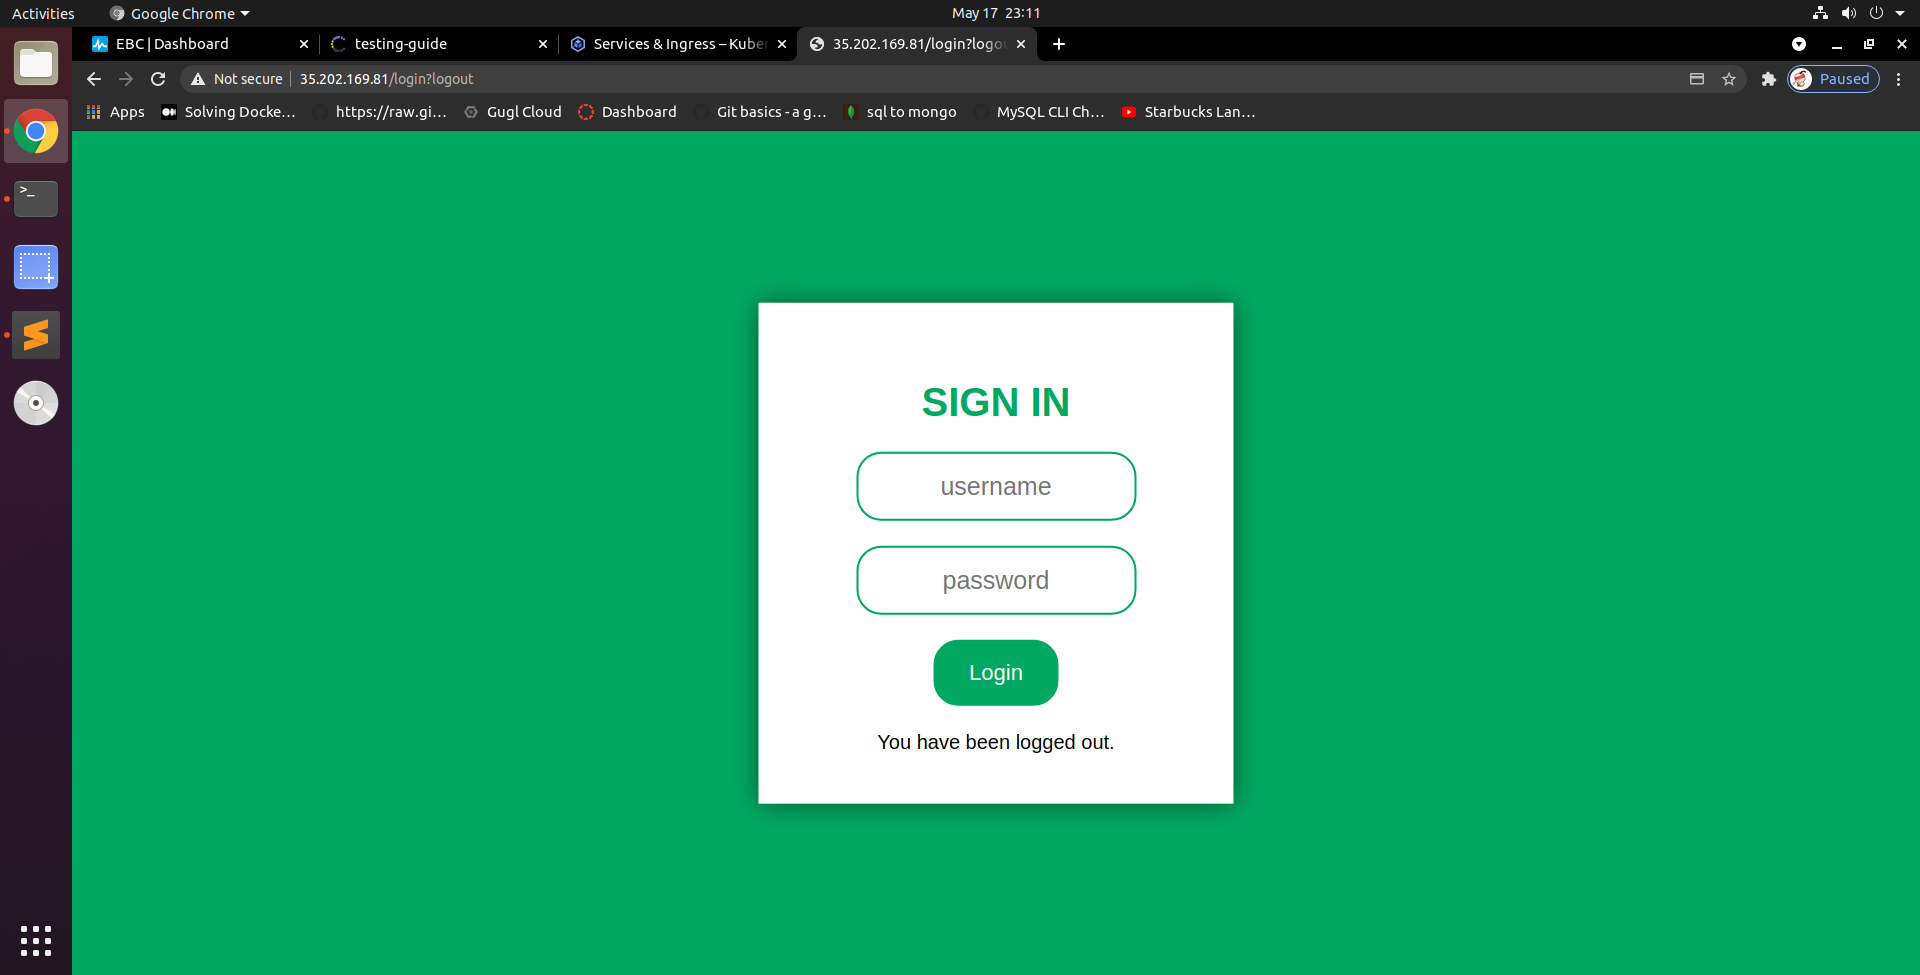 Activities Google Chrome May 17 23:11
EBC | Dashboard testing-guide Services & Ingress – Kuber 35.202.169.81/login?logou
Not secure 35.202.169.81/login?logout Paused
Apps Solving Docke... https://raw.gi... Gugl Cloud Dashboard Git basics - a g... sql to mongo MySQL CLI Ch... Starbucks Lan...
>_
SIGN IN
username
password
Login
You have been logged out.